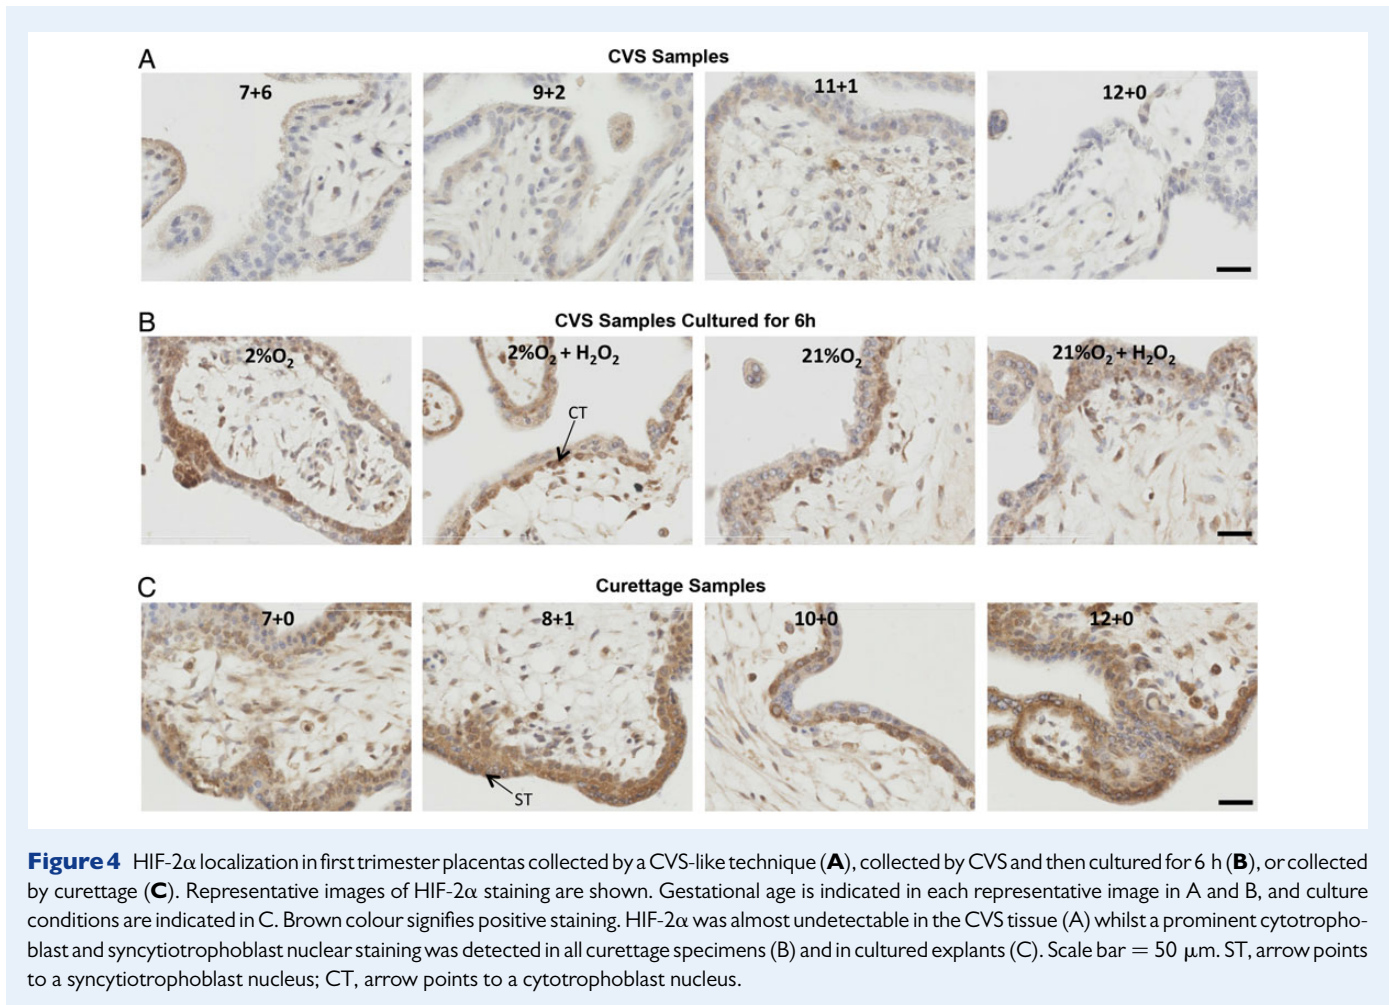 A
CVS Samples
7+6
9+2
11+1
12+0
B
CVS Samples Cultured for 6h
2%O₂
2%O₂ + H₂O₂
21%O₂
21%O₂ + H₂O₂
CT
C
Curettage Samples
7+0
8+1
10+0
12+0
ST
Figure 4 HIF-2α localization in first trimester placentas collected by a CVS-like technique (A), collected by CVS and then cultured for 6 h (B), or collected
by curettage (C). Representative images of HIF-2α staining are shown. Gestational age is indicated in each representative image in A and B, and culture
conditions are indicated in C. Brown colour signifies positive staining. HIF-2α was almost undetectable in the CVS tissue (A) whilst a prominent cytotropho-
blast and syncytiotrophoblast nuclear staining was detected in all curettage specimens (B) and in cultured explants (C). Scale bar = 50 μm. ST, arrow points
to a syncytiotrophoblast nucleus; CT, arrow points to a cytotrophoblast nucleus.